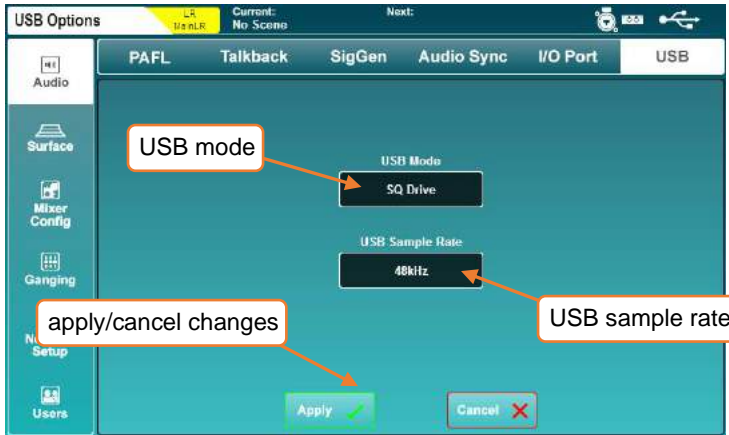 USB Options
LR
MainLR
Current:
No Scene
Next:
PAFL
Talkback
SigGen
Audio Sync
I/O Port
USB
Audio
Surface
Mixer
Config
Ganging
Setup
Users
USB mode
USB Mode
SQ Drive
USB Sample Rate
48kHz
USB sample rate
apply/cancel changes
Apply
Cancel